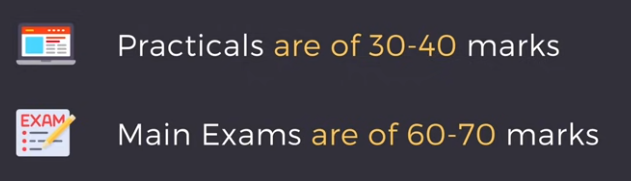 Practicals are of 30-40 marks
EXAM
Main Exams are of 60-70 marks